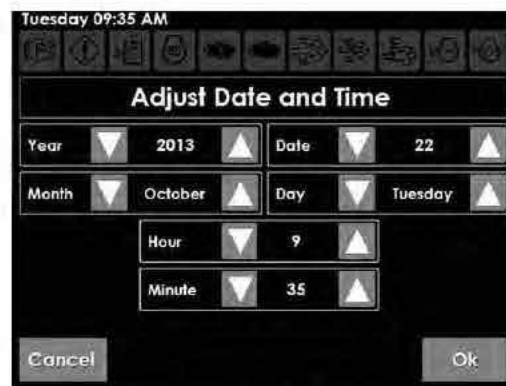 Tuesday 09:35 AM
Adjust Date and Time
Year 2013 Date 22
Month October Day Tuesday
Hour 9
Minute 35
Cancel Ok